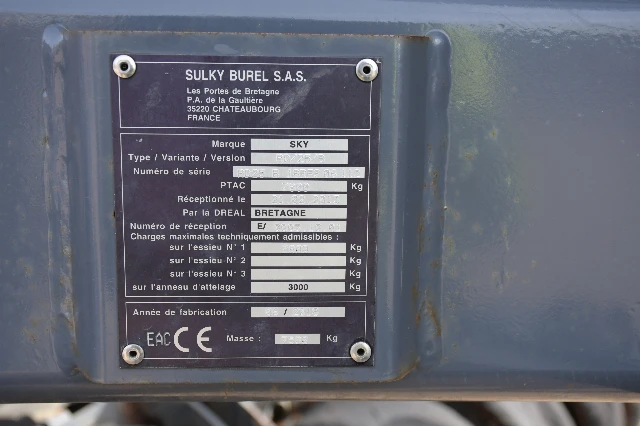 SULKY BUREL S.A.S.
Les Portes de Bretagne
P.A. de la Gaultière
35220 CHATEAUBOURG
FRANCE
Marque SKY
Type / Variante / Version
Numéro de série
PTAC Kg
Réceptionné le
Par la DREAL BRETAGNE
Numéro de réception E/
Charges maximales techniquement admissibles :
sur l'essieu N° 1 Kg
sur l'essieu N° 2 Kg
sur l'essieu N° 3 Kg
sur l'anneau d'attelage 3000 Kg
Année de fabrication /
EAC CE Masse : Kg